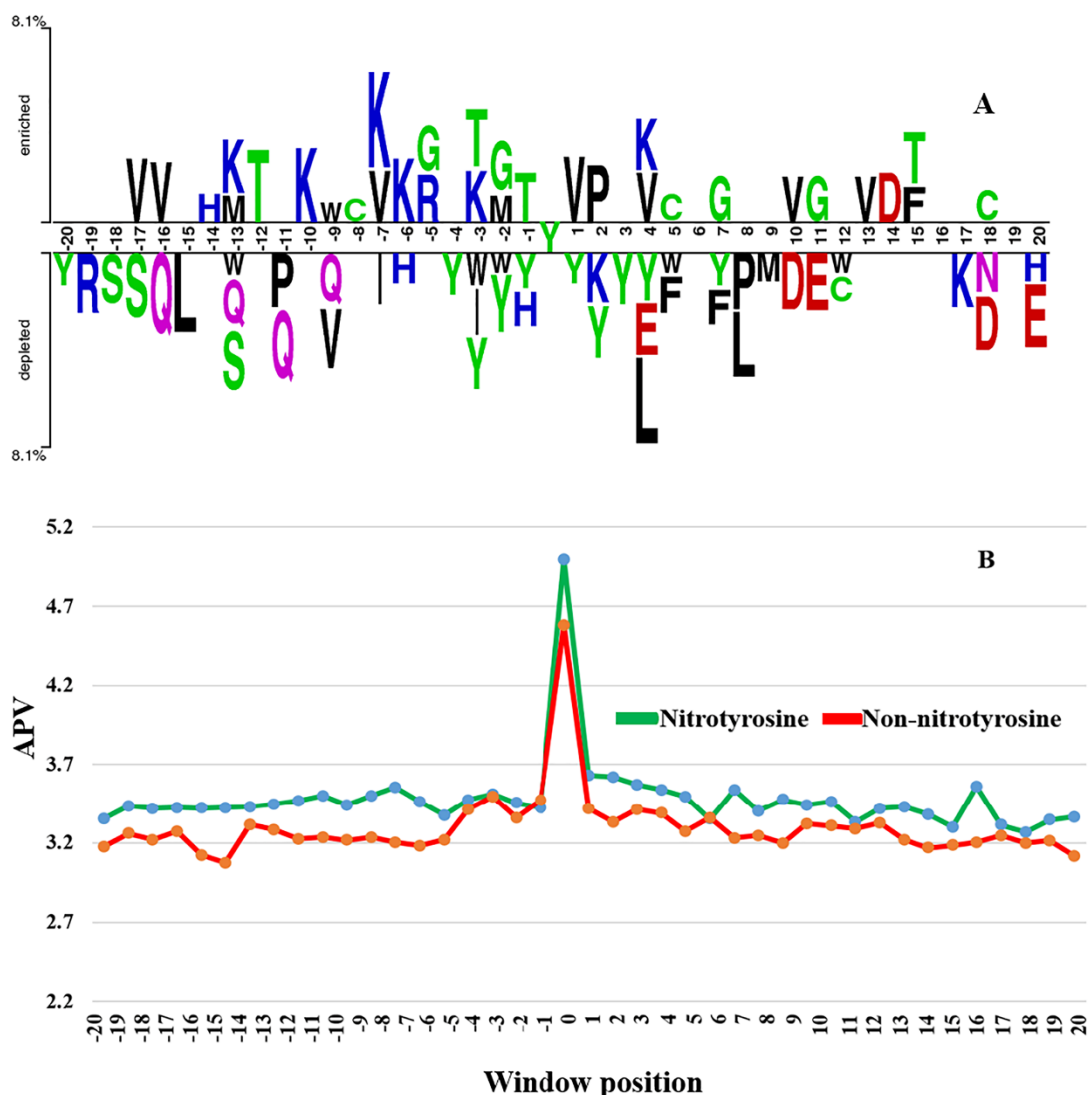 8.1%
A
enriched
K
K G T G K T
V V H M T K W C V K R K M T V P V C G V G V D F C
Y
-20 -19 -18 -17 -16 -15 -14 -13 -12 -11 -10 -9 -8 -7 -6 -5 -4 -3 -2 -1 1 2 3 4 5 6 7 8 9 10 11 12 13 14 15 16 17 18 19 20
Y R S S Q L W P Q I H Y W W Y Y K Y Y W Y P M D E W K N H
Q Q V I Y H Y E F F L C D E
S Y L
depleted
8.1%
5.2
B
4.7
4.2
Nitrotyrosine Non-nitrotyrosine
APV
3.7
3.2
2.7
2.2
-20 -19 -18 -17 -16 -15 -14 -13 -12 -11 -10 -9 -8 -7 -6 -5 -4 -3 -2 -1 0 1 2 3 4 5 6 7 8 9 10 11 12 13 14 15 16 17 18 19 20
Window position